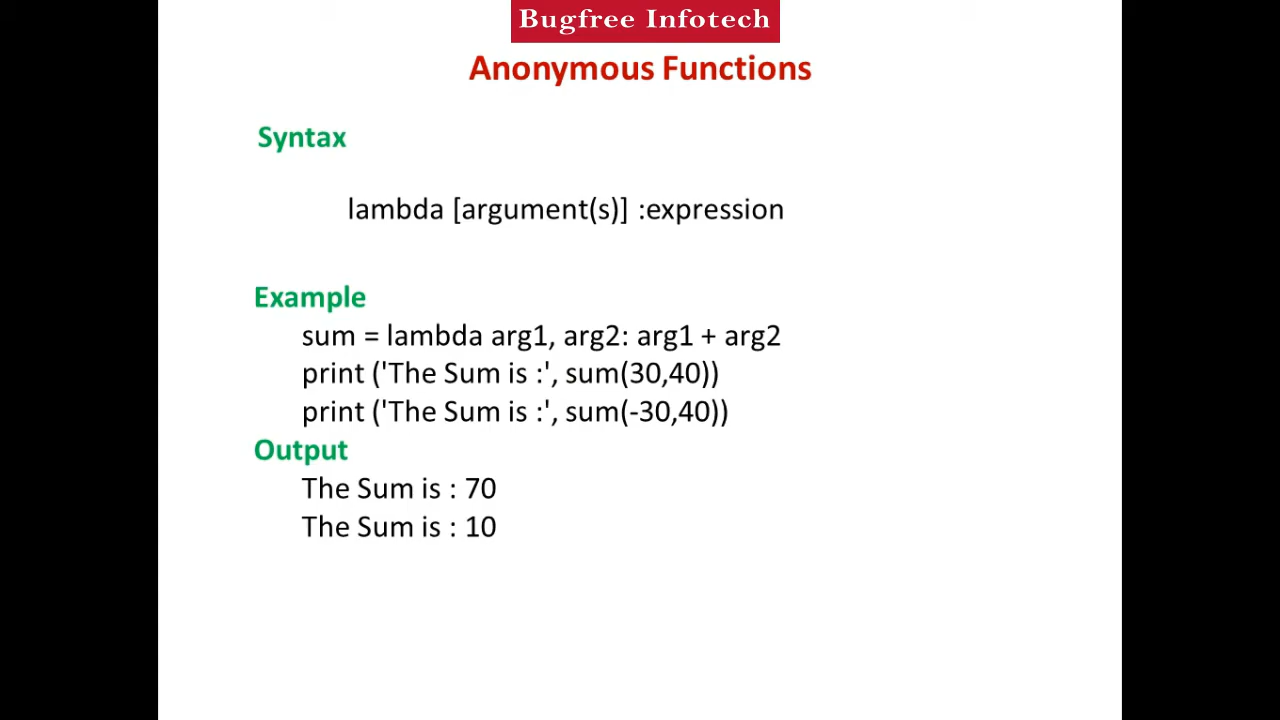 Bugfree Infotech
Anonymous Functions
Syntax
lambda [argument(s)] :expression
Example
sum = lambda arg1, arg2: arg1 + arg2
print ('The Sum is :', sum(30,40))
print ('The Sum is :', sum(-30,40))
Output
The Sum is : 70
The Sum is : 10